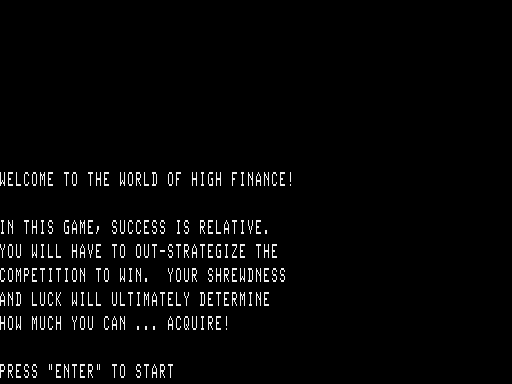 WELCOME TO THE WORLD OF HIGH FINANCE!
IN THIS GAME, SUCCESS IS RELATIVE.
YOU WILL HAVE TO OUT-STRATEGIZE THE
COMPETITION TO WIN.  YOUR SHREWDNESS
AND LUCK WILL ULTIMATELY DETERMINE
HOW MUCH YOU CAN ... ACQUIRE!
PRESS "ENTER" TO START